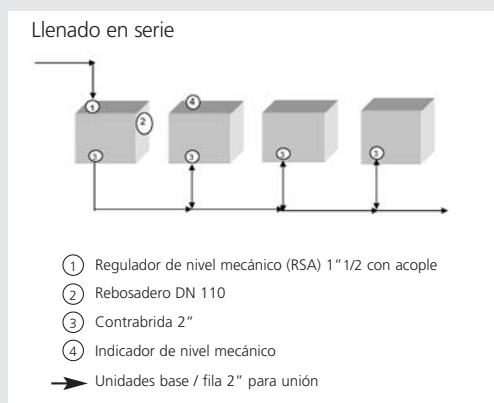 Llenado en serie
1 4
2
3 3 3 3
1 Regulador de nivel mecánico (RSA) 1”1/2 con acople
2 Rebosadero DN 110
3 Contrabrida 2”
4 Indicador de nivel mecánico
Unidades base / fila 2” para unión